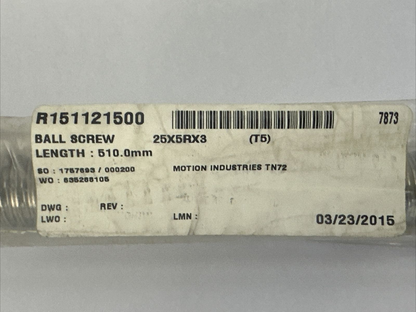 R151121500 7873
BALL SCREW 25X5RX3 (T5)
LENGTH : 510.0mm
SO : 1757693 / 000200 MOTION INDUSTRIES TN72
WO : 835268105
DWG : REV :
LWO : LMN : 03/23/2015